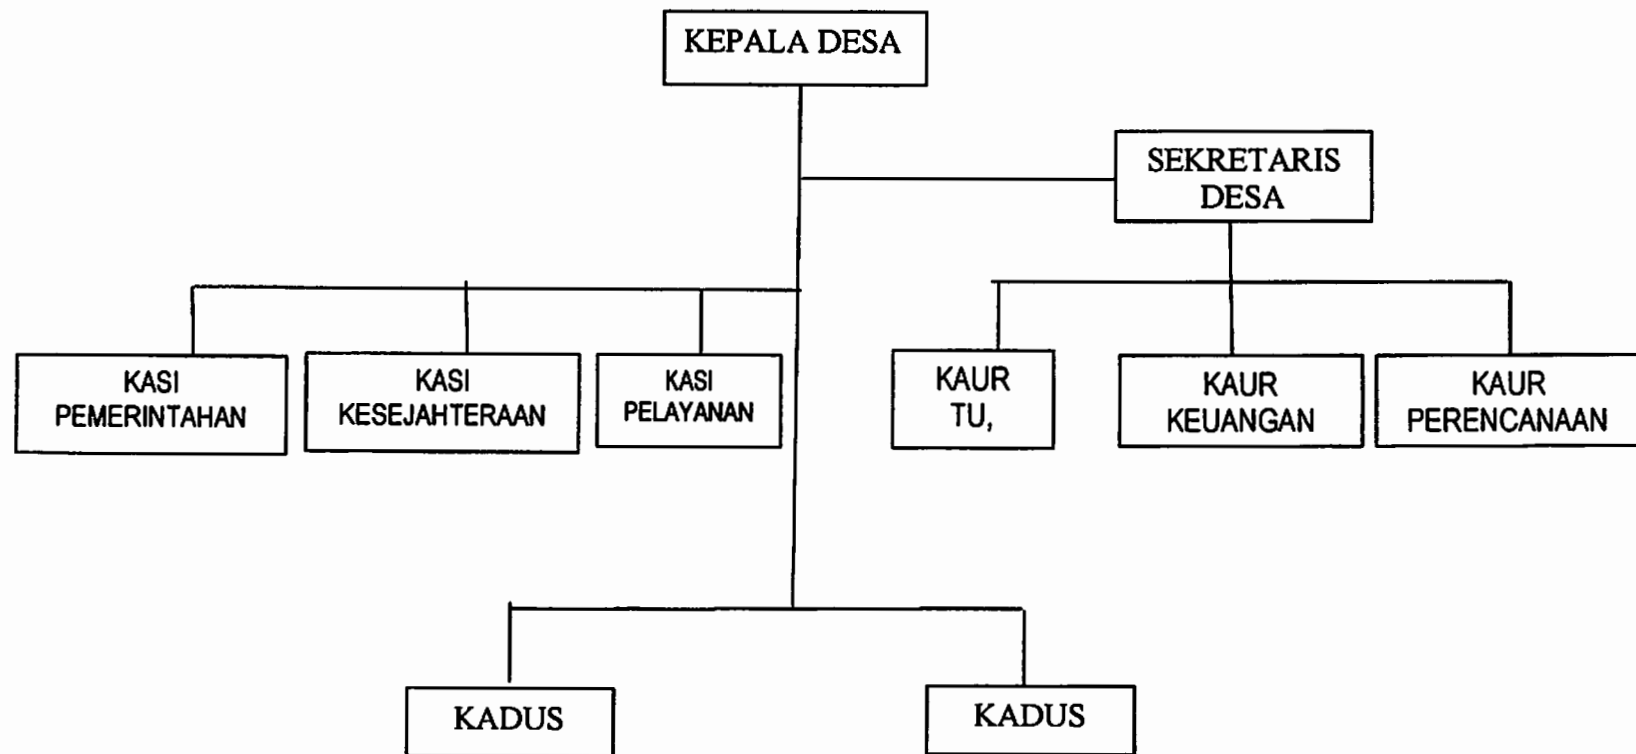 KEPALA DESA
SEKRETARIS
DESA
KASI
PEMERINTAHAN
KASI
KESEJAHTERAAN
KASI
PELAYANAN
KAUR
TU,
KAUR
KEUANGAN
KAUR
PERENCANAAN
KADUS
KADUS